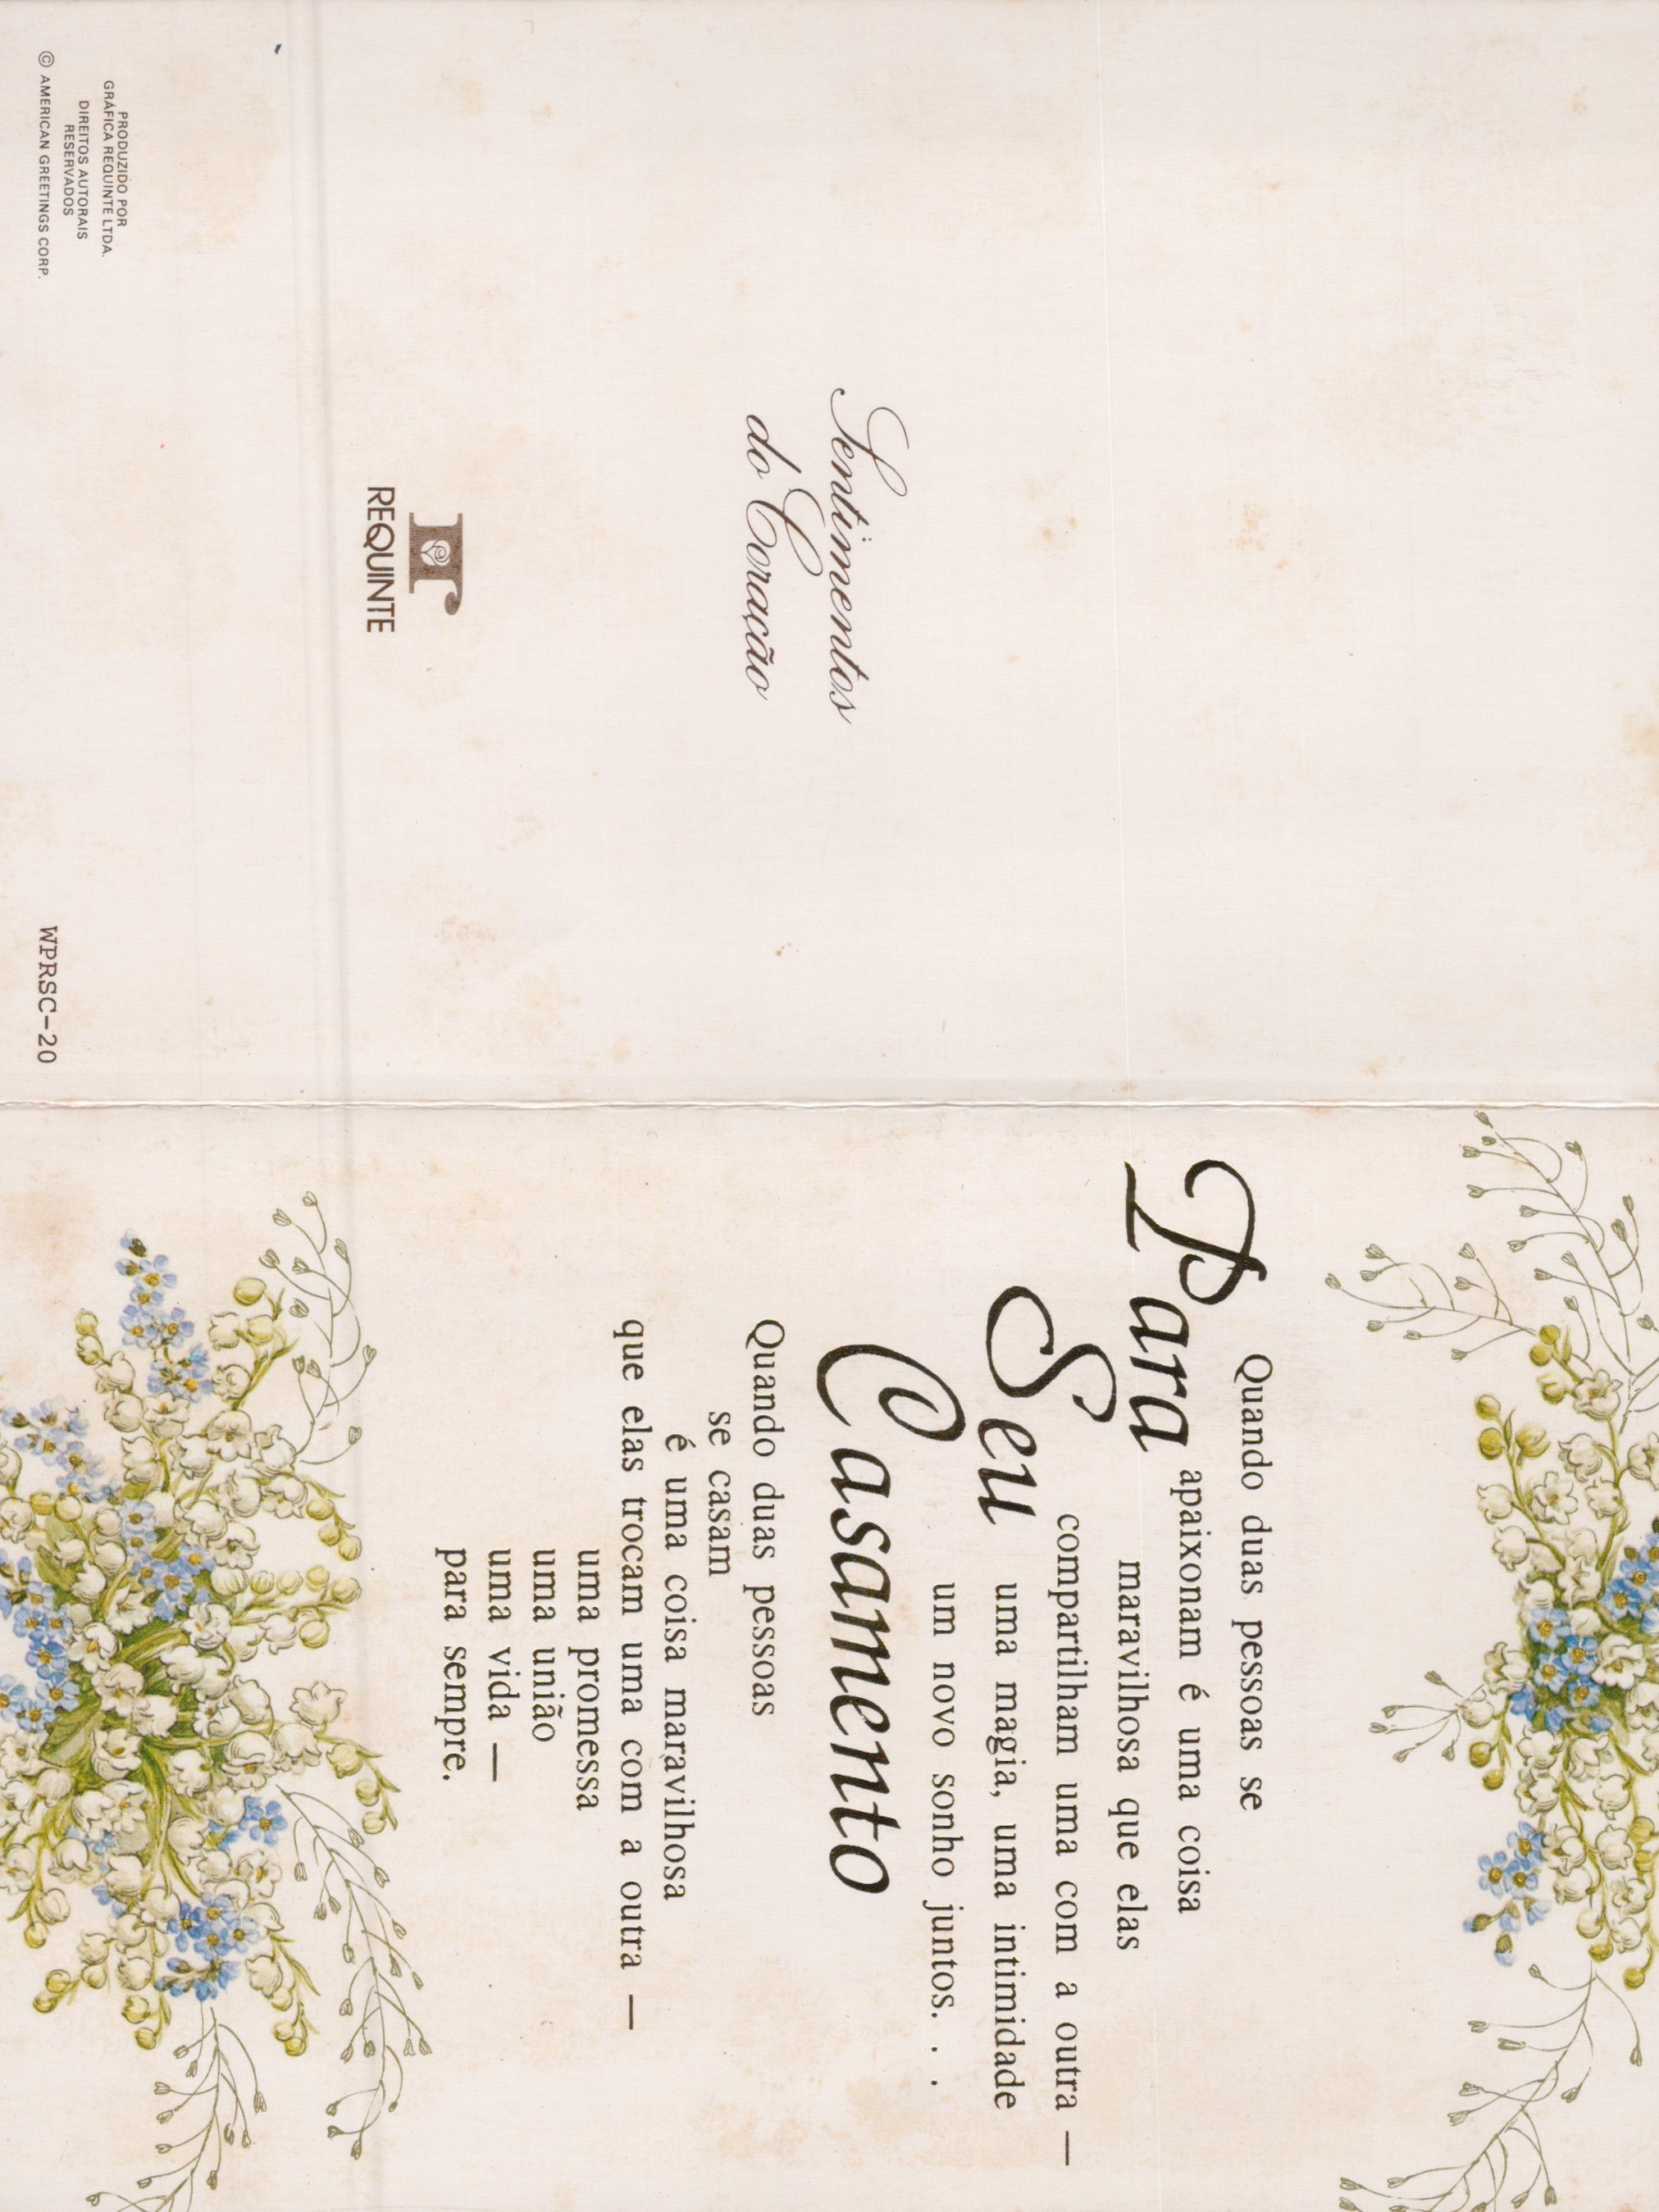 Sentimentos
do Coração
REQUINTE
PRODUZIDO POR
GRÁFICA REQUINTE LTDA.
DIREITOS AUTORAIS
RESERVADOS
© AMERICAN GREETINGS CORP.
WPRSC-20
Quando duas pessoas se
apaixonam é uma coisa
maravilhosa que elas
compartilham uma com a outra —
uma magia, uma intimidade
um novo sonho juntos. . .
Para
Seu
Casamento
Quando duas pessoas
se casam
é uma coisa maravilhosa
que elas trocam uma com a outra —
uma promessa
uma união
uma vida —
para sempre.